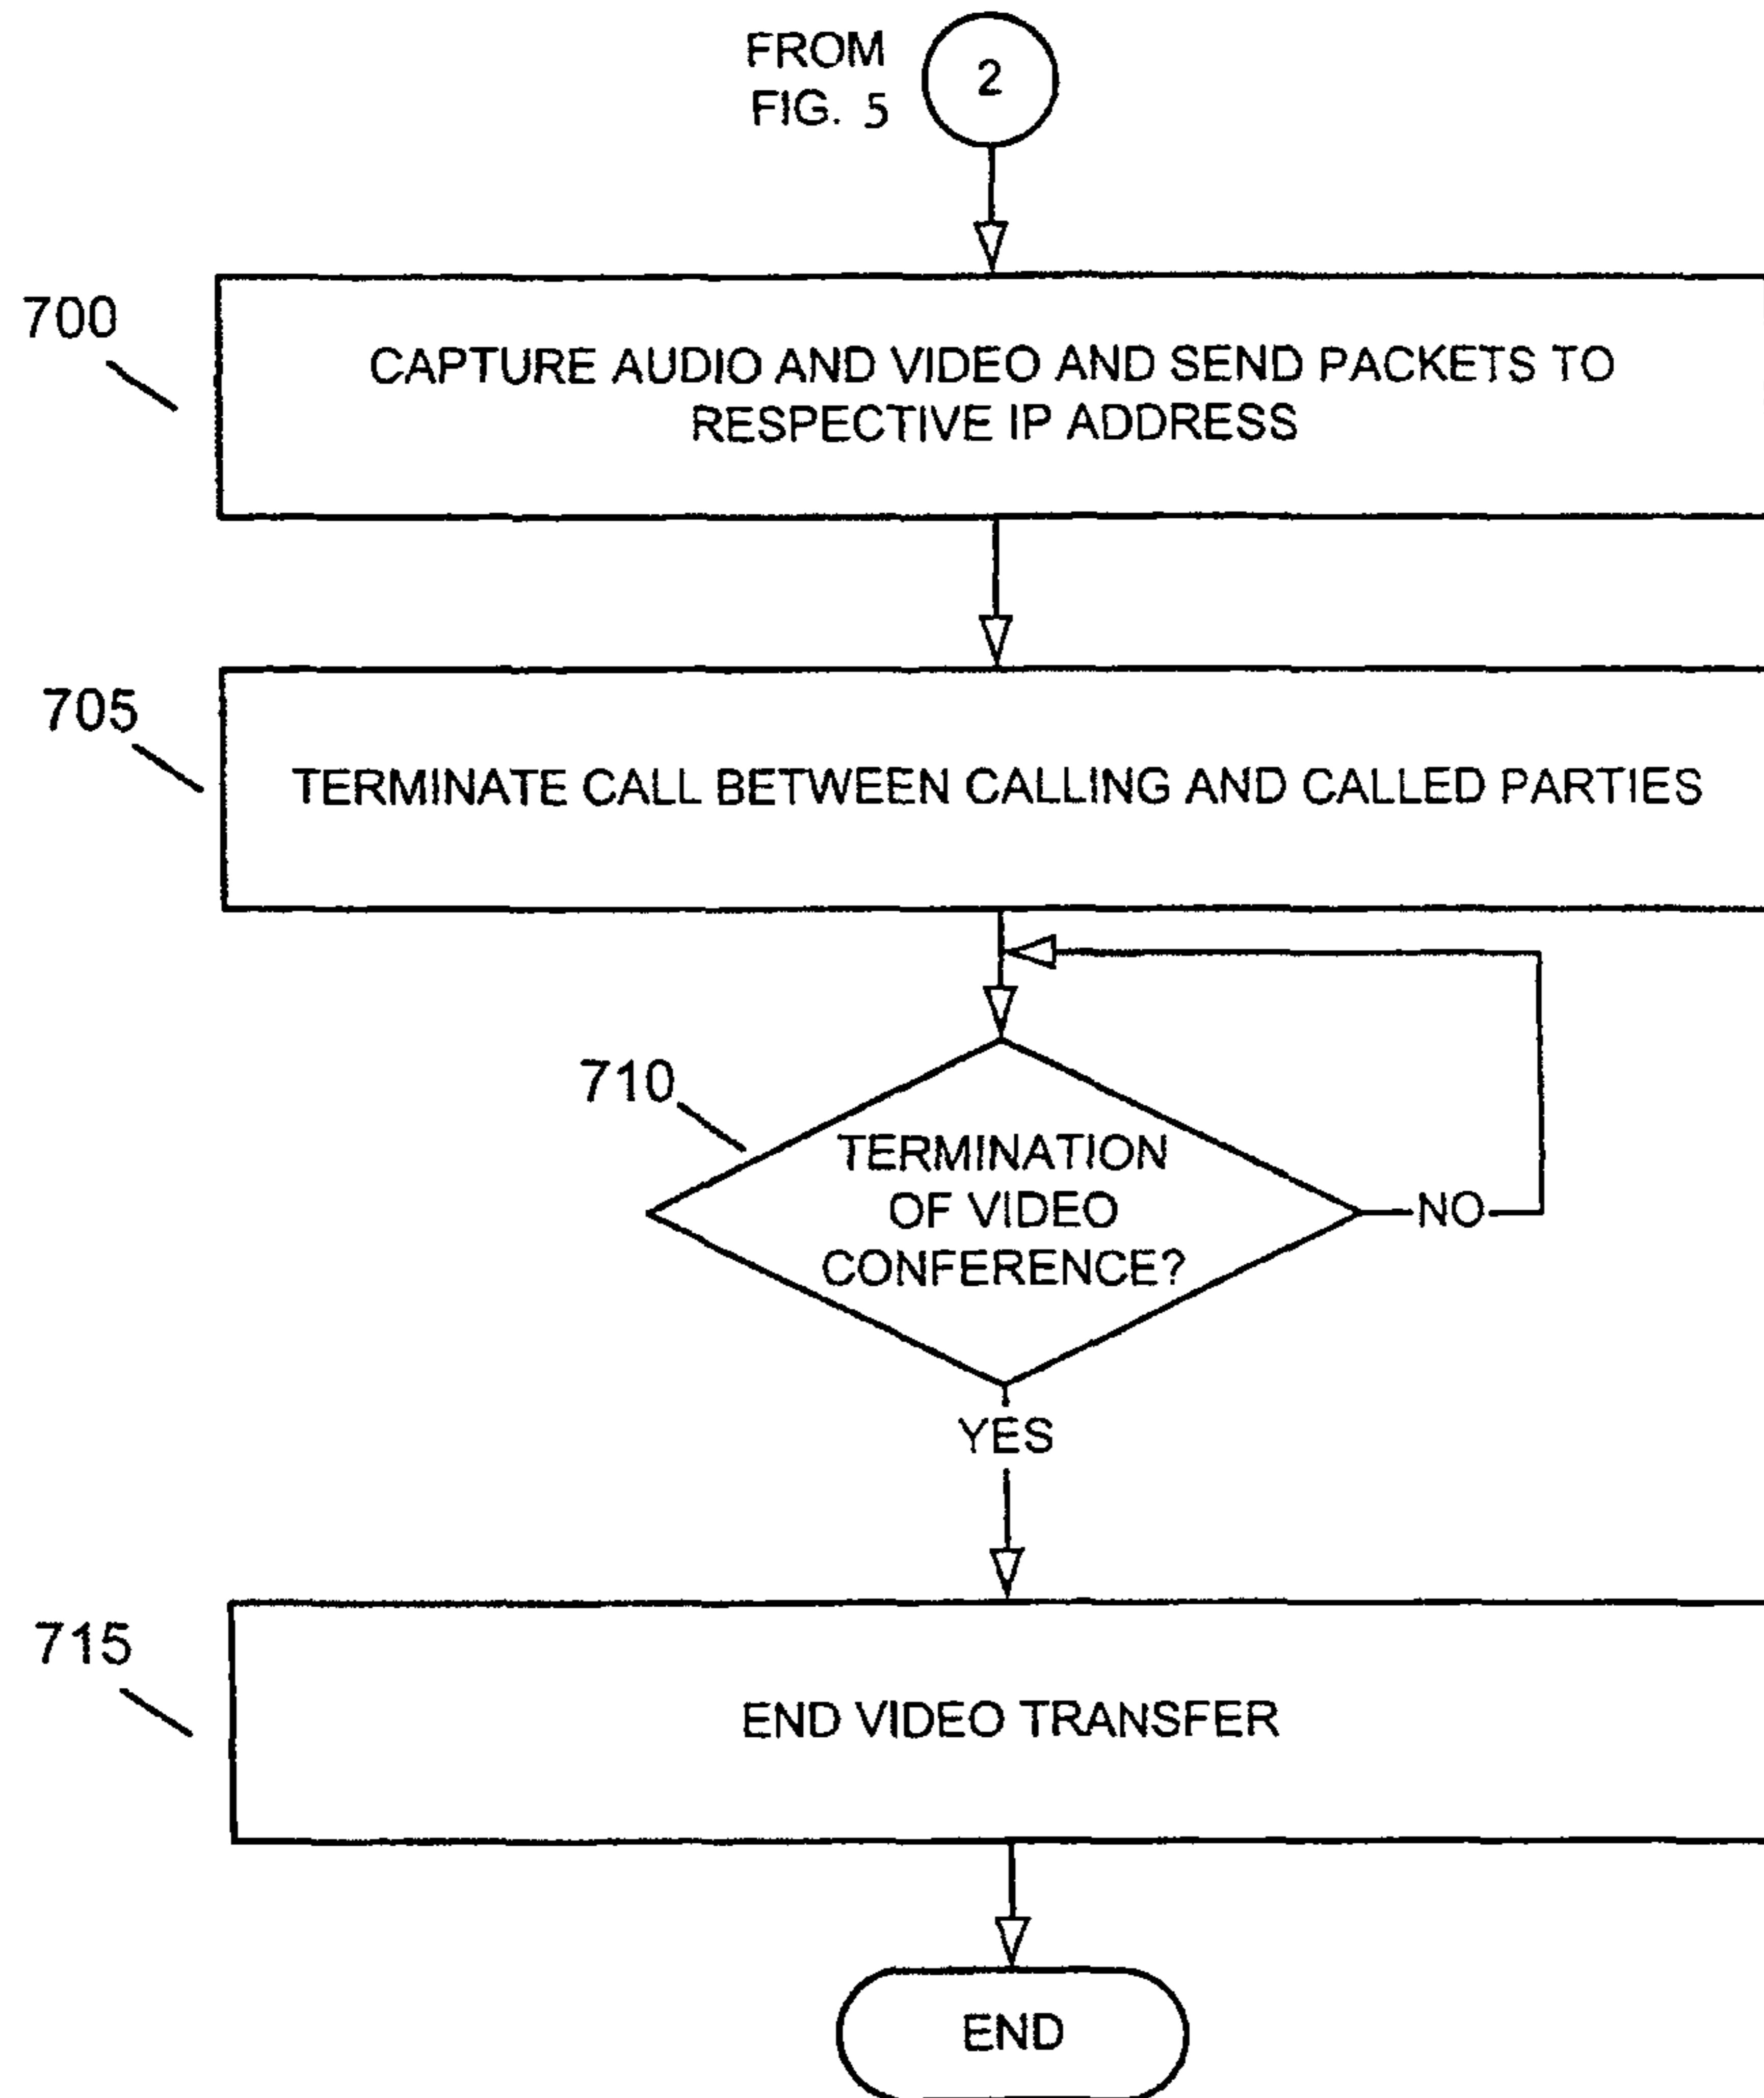 FROM
FIG. 5
2
700
CAPTURE AUDIO AND VIDEO AND SEND PACKETS TO
RESPECTIVE IP ADDRESS
705
TERMINATE CALL BETWEEN CALLING AND CALLED PARTIES
710
TERMINATION
OF VIDEO
CONFERENCE?
NO
YES
715
END VIDEO TRANSFER
END